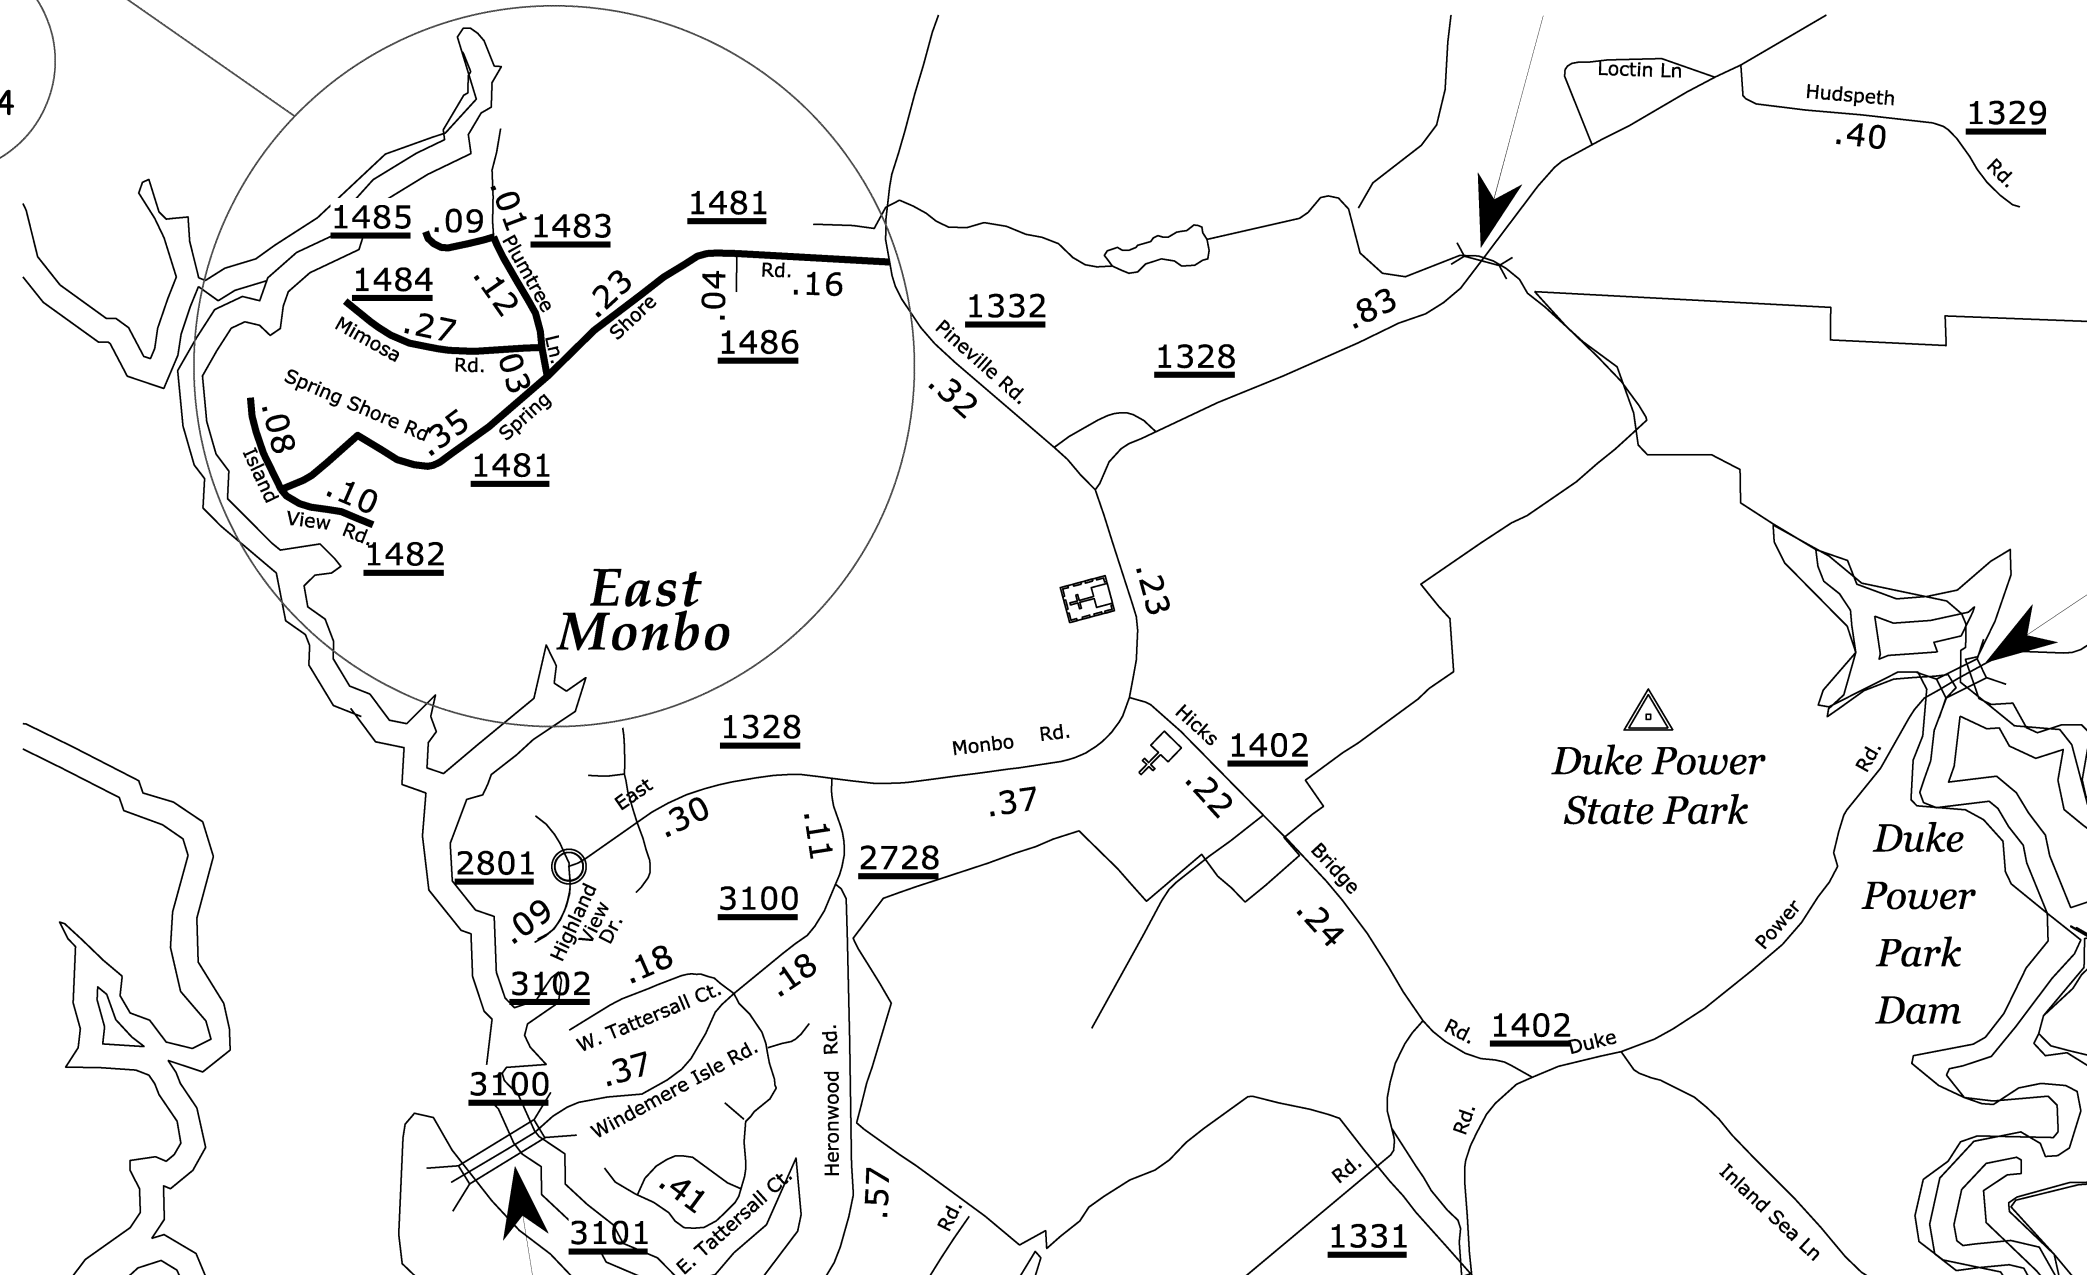 4
Loctin Ln
Hudspeth
1329
.40
Rd.
1485
.09
.01
1483
1481
Plumtree
1484
.12
.23
Shore
Rd.
.16
.04
1332
.83
Mimosa
.27
Rd.
.03
Ln.
1486
Pineville Rd.
1328
.32
Spring Shore Rd
.35
Spring
.08
1481
Island
.10
View Rd.
1482
East
Monbo
.23
1328
Monbo Rd.
Hicks
1402
.22
Duke Power
State Park
Rd.
East
.30
.37
.11
2801
2728
Bridge
Duke
Power
Park
Dam
3100
.09
Highland
View
Dr.
.24
Power
.18
.18
3102
W. Tattersall Ct.
Heronwood Rd.
Rd.
1402
Duke
.37
3100
Windemere Isle Rd.
Rd.
.41
.57
Rd.
Rd.
3101
E. Tattersall Ct.
1331
Inland Sea Ln